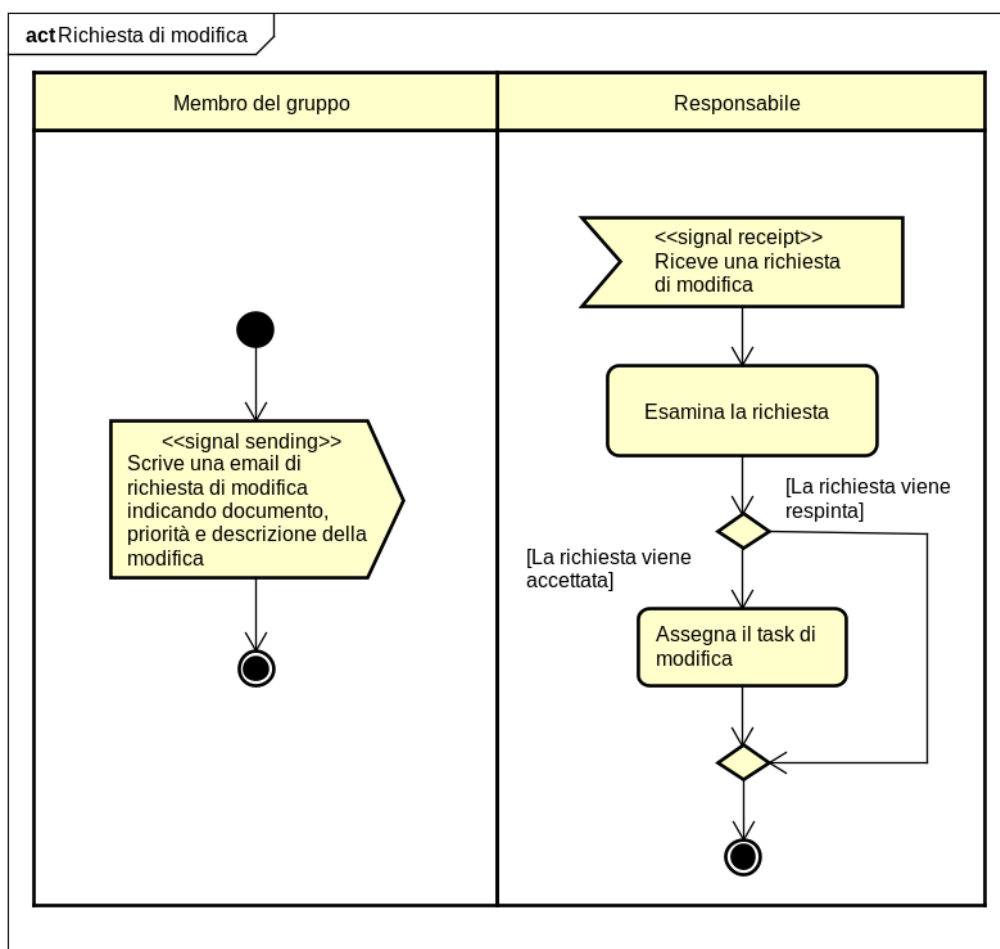 act Richiesta di modifica
Membro del gruppo
Responsabile
<<signal sending>>
Scrive una email di
richiesta di modifica
indicando documento,
priorità e descrizione della
modifica
<<signal receipt>>
Riceve una richiesta
di modifica
Esamina la richiesta
[La richiesta viene
respinta]
[La richiesta viene
accettata]
Assegna il task di
modifica